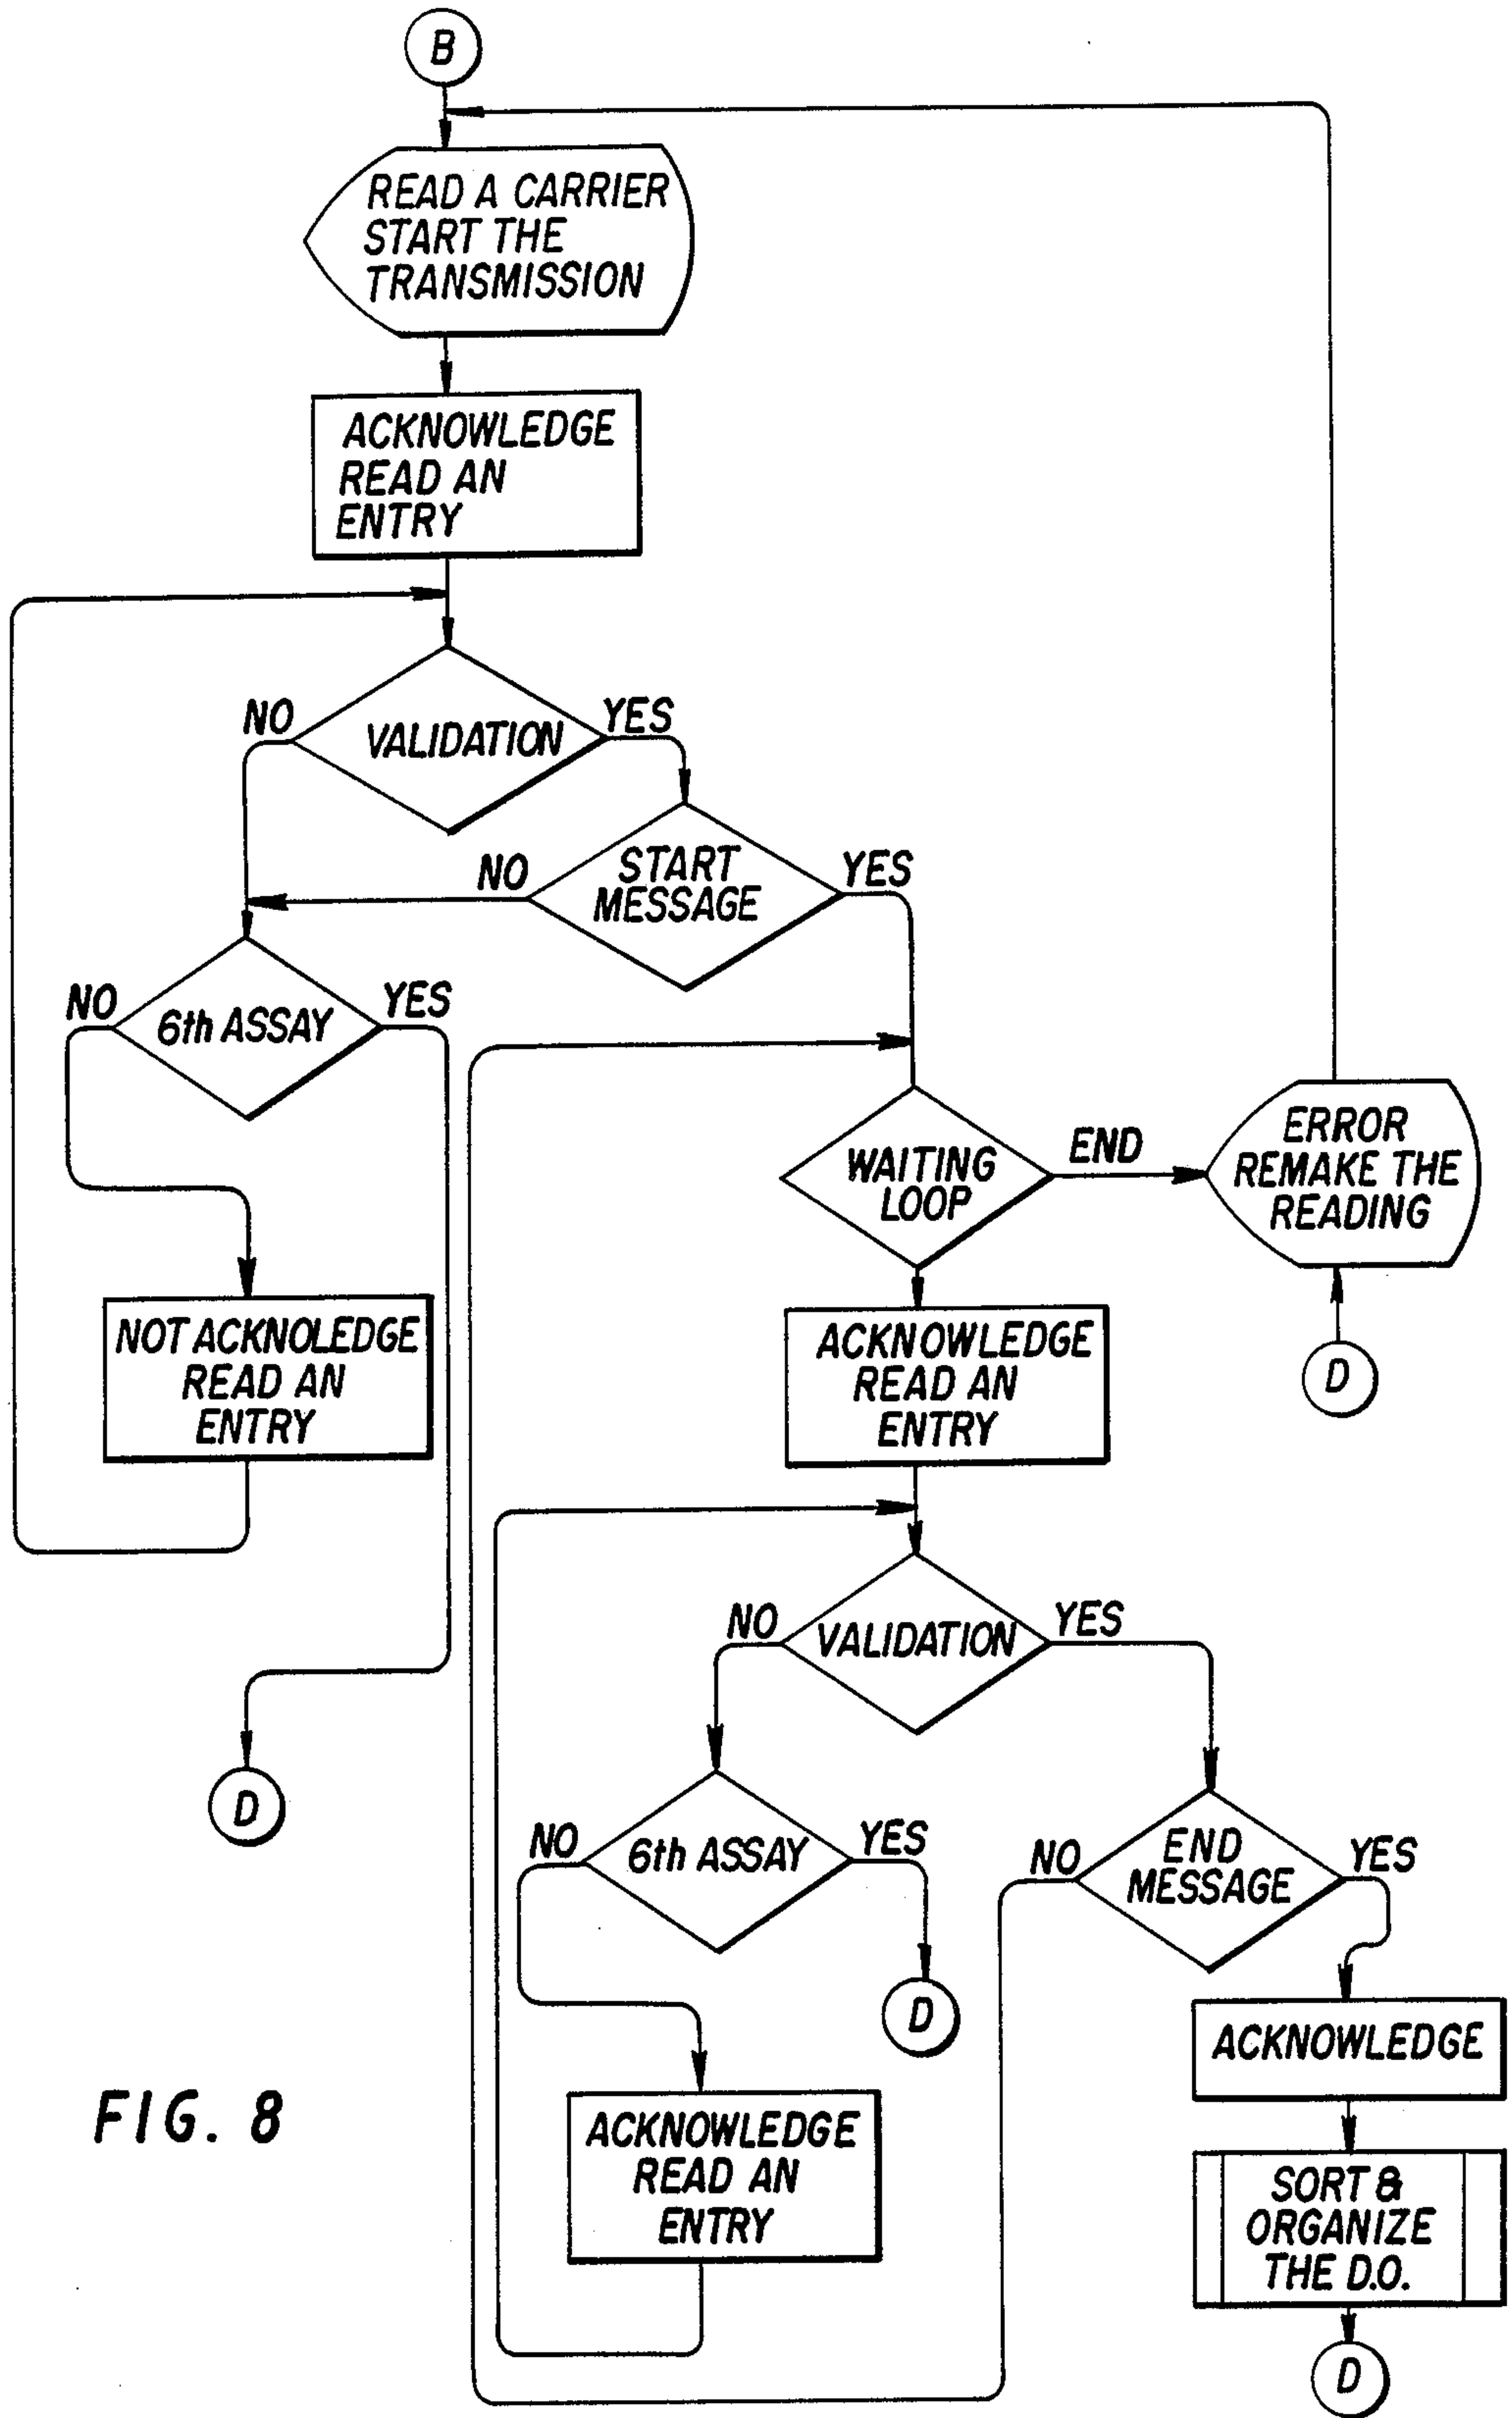 B
READ A CARRIER
START THE
TRANSMISSION
ACKNOWLEDGE
READ AN
ENTRY
NO
VALIDATION
YES
NO
START
MESSAGE
YES
NO
6th ASSAY
YES
WAITING
LOOP
END
ERROR
REMAKE THE
READING
NOT ACKNOLEDGE
READ AN
ENTRY
ACKNOWLEDGE
READ AN
ENTRY
D
NO
VALIDATION
YES
D
NO
6th ASSAY
YES
NO
END
MESSAGE
YES
D
ACKNOWLEDGE
FIG. 8
ACKNOWLEDGE
READ AN
ENTRY
SORT &
ORGANIZE
THE D.O.
D